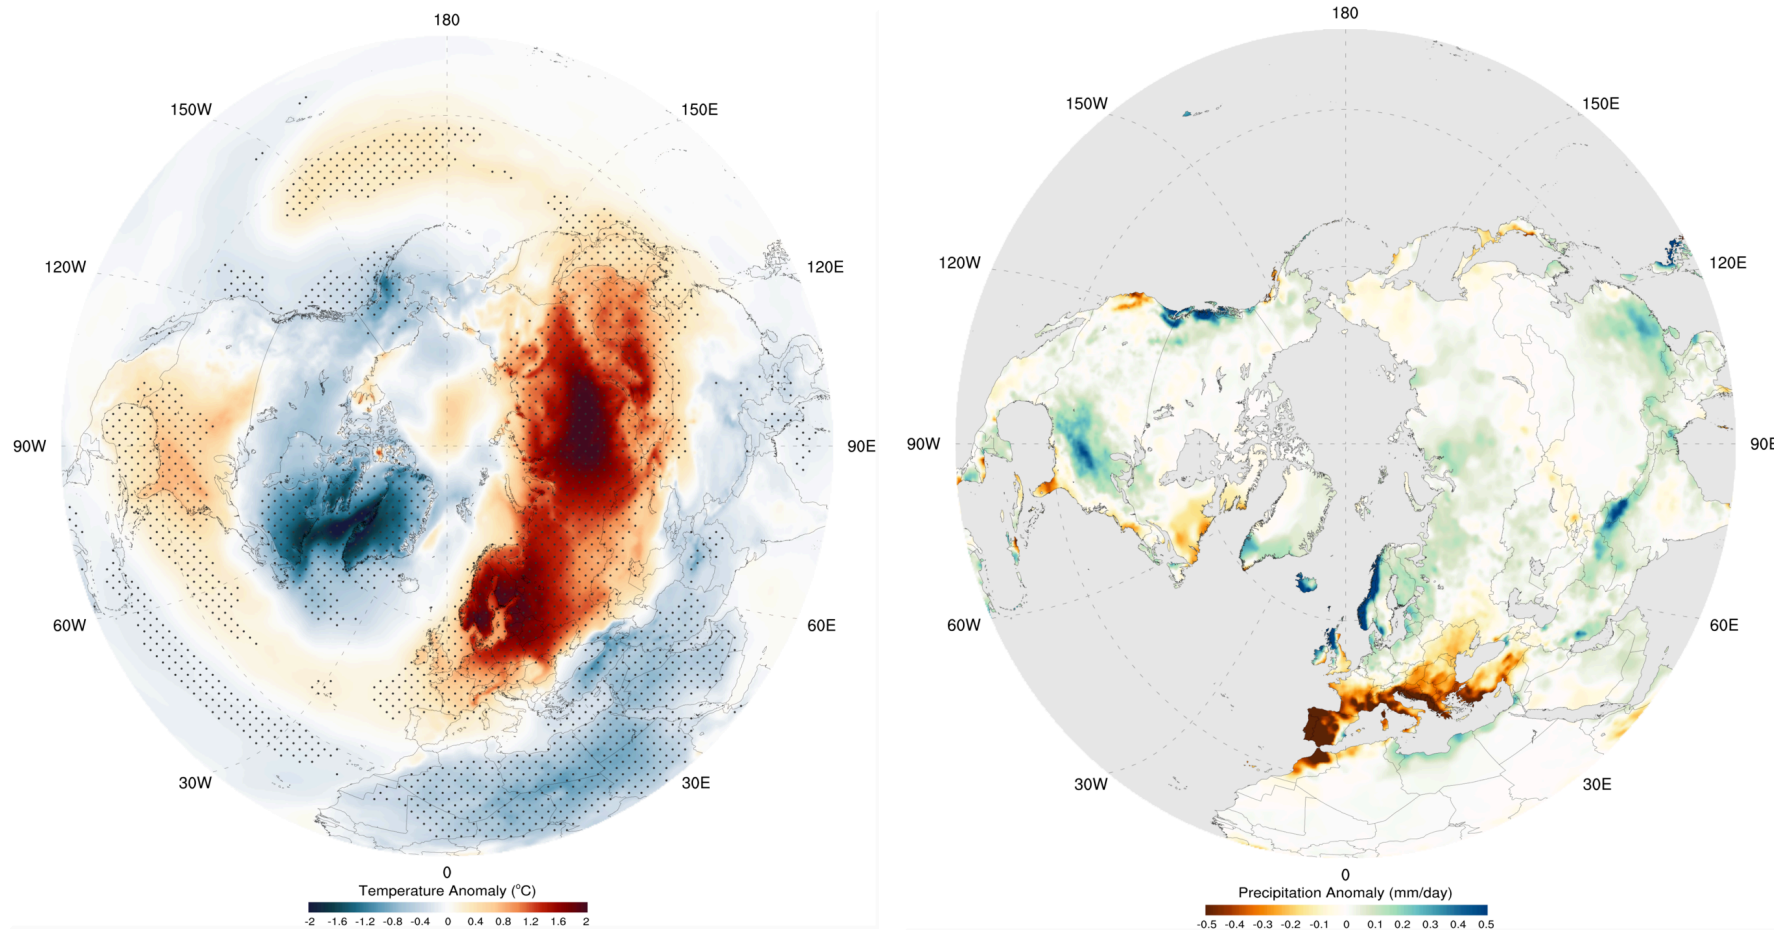 180
150W
150E
120W
120E
90W
90E
60W
60E
30W
30E
0
Temperature Anomaly (°C)
-2 -1.6 -1.2 -0.8 -0.4 0 0.4 0.8 1.2 1.6 2
180
150W
150E
120W
120E
90W
90E
60W
60E
30W
30E
0
Precipitation Anomaly (mm/day)
-0.5 -0.4 -0.3 -0.2 -0.1 0 0.1 0.2 0.3 0.4 0.5